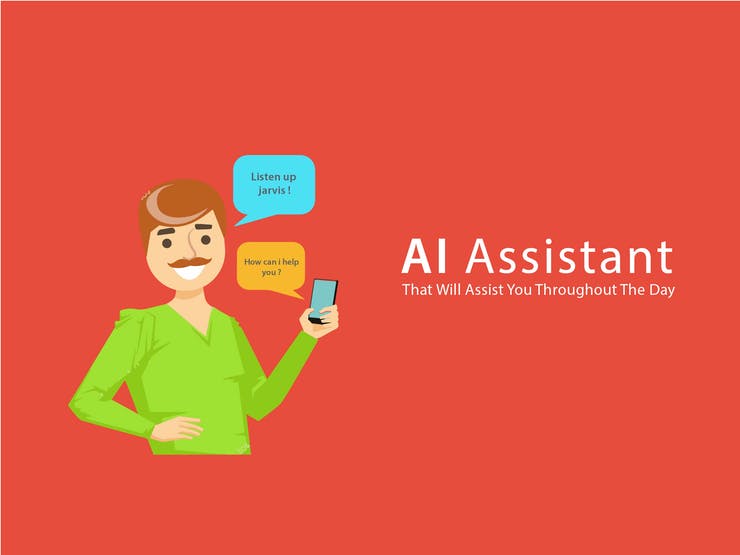 Listen up
jarvis !
How can i help
you ?
AI Assistant
That Will Assist You Throughout The Day